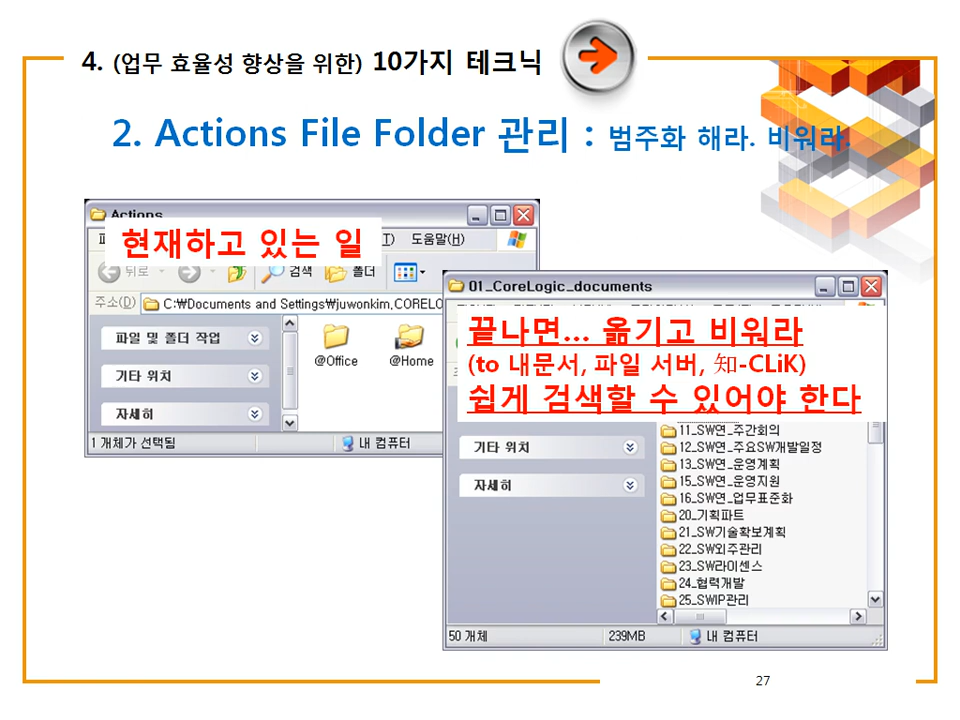 4. (업무 효율성 향상을 위한) 10가지 테크닉
2. Actions File Folder 관리 : 범주화 해라. 비워라.
Actions
현재하고 있는 일
도움말(H)
뒤로
검색
폴더
주소(D)
C:₩Documents and Settings₩juwonkim,CORELO
파일 및 폴더 작업
기타 위치
자세히
@Office
@Home
1 개체가 선택됨
내 컴퓨터
01_CoreLogic_documents
끝나면... 옮기고 비워라
(to 내문서, 파일 서버, 知-CLiK)
쉽게 검색할 수 있어야 한다
기타 위치
자세히
11_SW연_주간회의
12_SW연_주요SW개발일정
13_SW연_운영계획
15_SW연_운영지원
16_SW연_업무표준화
20_기획파트
21_SW기술확보계획
22_SW외주관리
23_SW라이센스
24_협력개발
25_SWIP관리
50 개체
239MB
내 컴퓨터
27